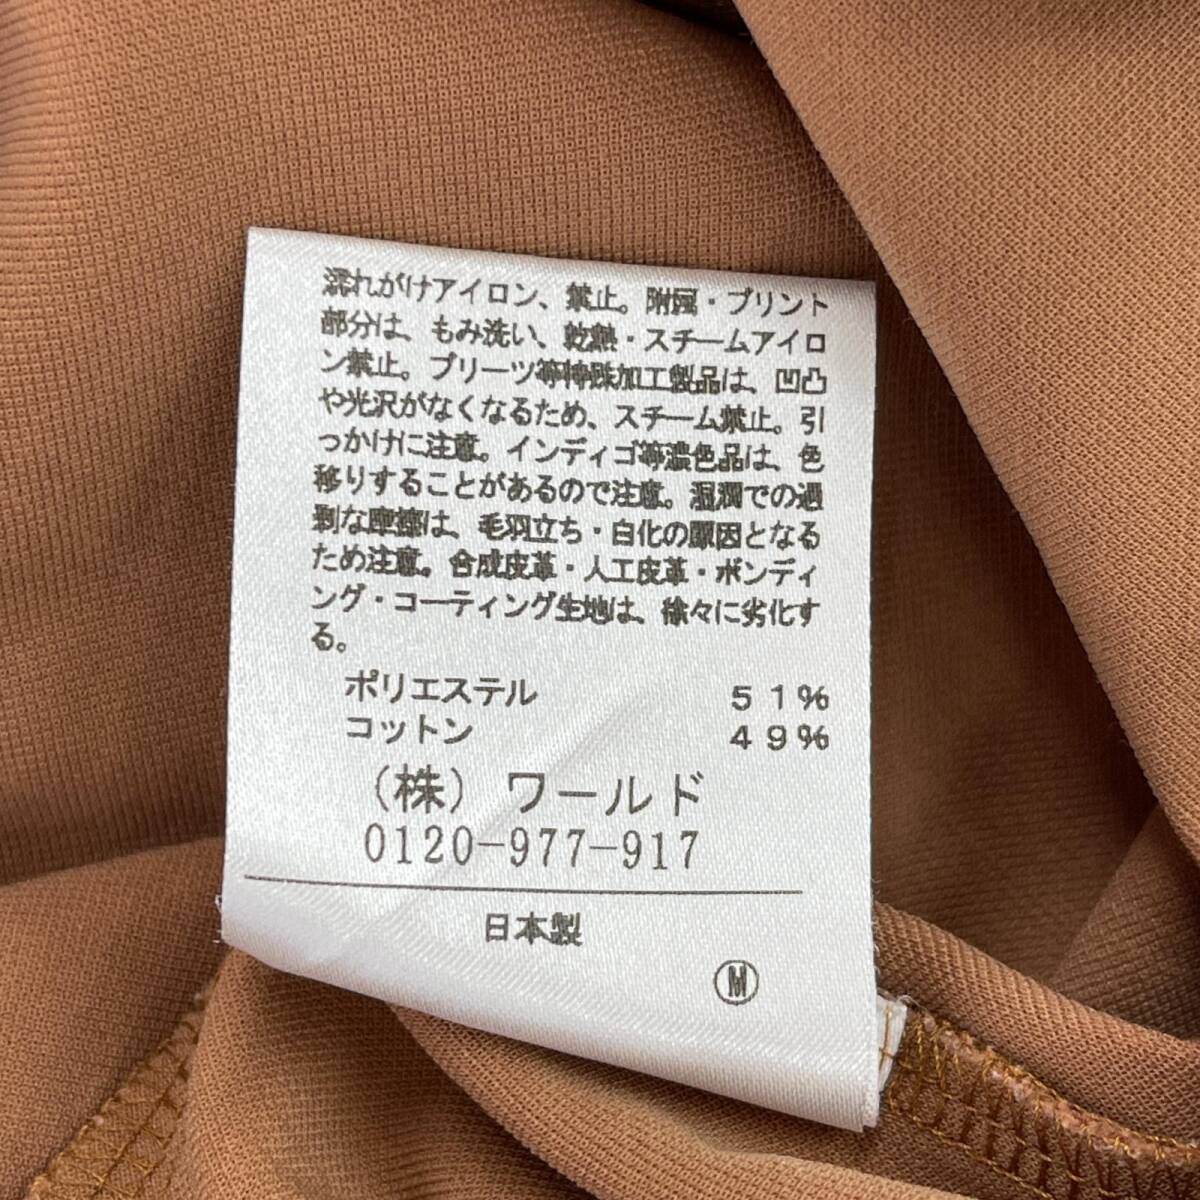 濡れがけアイロン、禁止。附属・プリント
部分は、もみ洗い、乾熱・スチームアイロ
ン禁止。プリーツ等特殊加工製品は、凹凸
や光沢がなくなるため、スチーム禁止。引
っかけに注意。インディゴ等濃色品は、色
移りすることがあるので注意。湿潤での過
剰な摩擦は、毛羽立ち・白化の原因となる
ため注意。合成皮革・人工皮革・ボンディ
ング・コーティング生地は、徐々に劣化す
る。
ポリエステル 51%
コットン 49%
(株) ワールド
0120-977-917
日本製
M